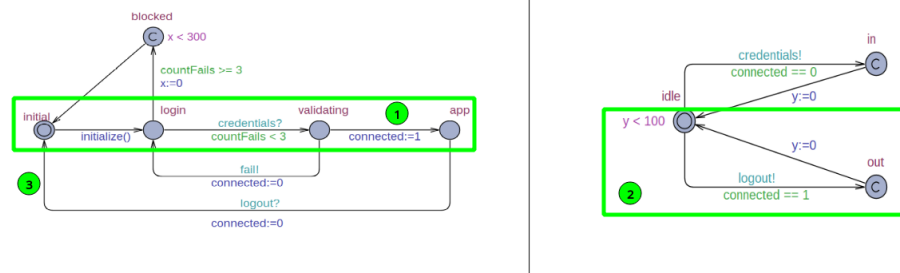 blocked
C
x < 300
countFails >= 3
x:=0
1
initial
login
validating
app
credentials?
initialize()
countFails < 3
connected:=1
3
fail!
connected:=0
logout?
connected:=0
in
credentials!
C
connected == 0
idle
y:=0
y < 100
y:=0
out
logout!
2
connected == 1
C